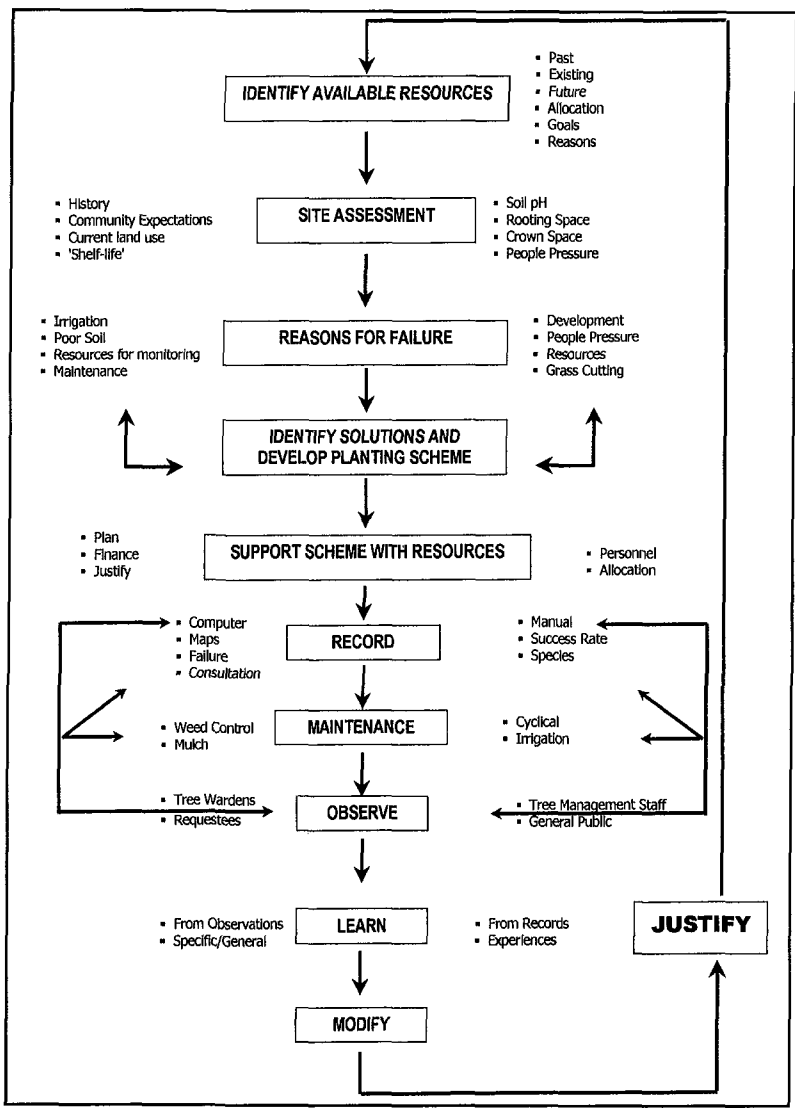 ▪ Past
▪ Existing
▪ Future
▪ Allocation
▪ Goals
▪ Reasons
IDENTIFY AVAILABLE RESOURCES
▪ History
▪ Community Expectations
▪ Current land use
▪ 'Shelf-life'
SITE ASSESSMENT
▪ Soil pH
▪ Rooting Space
▪ Crown Space
▪ People Pressure
▪ Irrigation
▪ Poor Soil
▪ Resources for monitoring
▪ Maintenance
REASONS FOR FAILURE
▪ Development
▪ People Pressure
▪ Resources
▪ Grass Cutting
IDENTIFY SOLUTIONS AND
DEVELOP PLANTING SCHEME
▪ Plan
▪ Finance
▪ Justify
SUPPORT SCHEME WITH RESOURCES
▪ Personnel
▪ Allocation
▪ Computer
▪ Maps
▪ Failure
▪ Consultation
RECORD
▪ Manual
▪ Success Rate
▪ Species
▪ Weed Control
▪ Mulch
MAINTENANCE
▪ Cyclical
▪ Irrigation
▪ Tree Wardens
▪ Requestees
OBSERVE
▪ Tree Management Staff
▪ General Public
▪ From Observations
▪ Specific/General
LEARN
▪ From Records
▪ Experiences
JUSTIFY
MODIFY